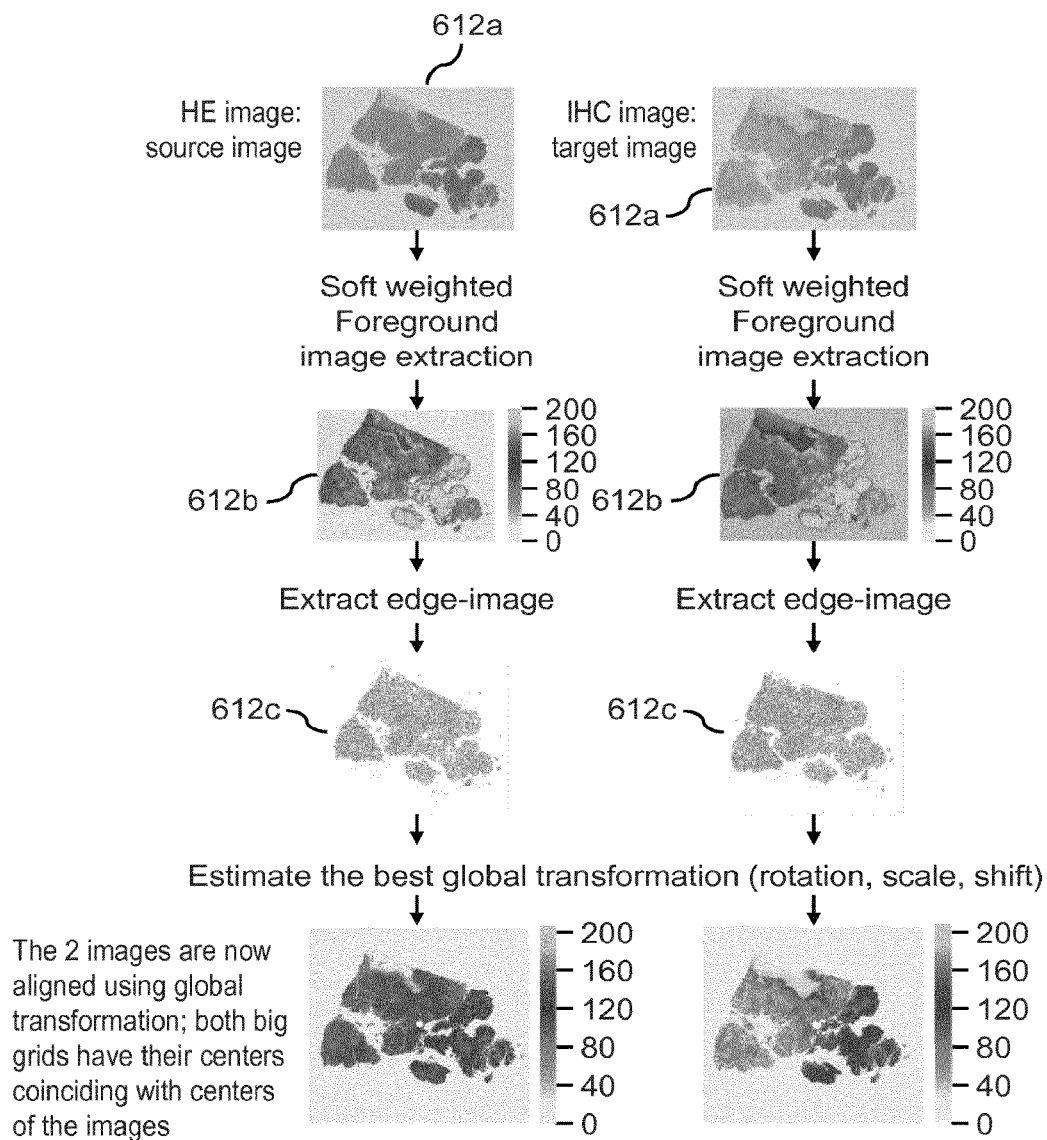 612a
HE image:
source image
IHC image:
target image
612a
Soft weighted
Foreground
image extraction
Soft weighted
Foreground
image extraction
612b
200
160
120
80
40
0
612b
200
160
120
80
40
0
Extract edge-image
Extract edge-image
612c
612c
Estimate the best global transformation (rotation, scale, shift)
The 2 images are now
aligned using global
transformation; both big
grids have their centers
coinciding with centers
of the images
200
160
120
80
40
0
200
160
120
80
40
0